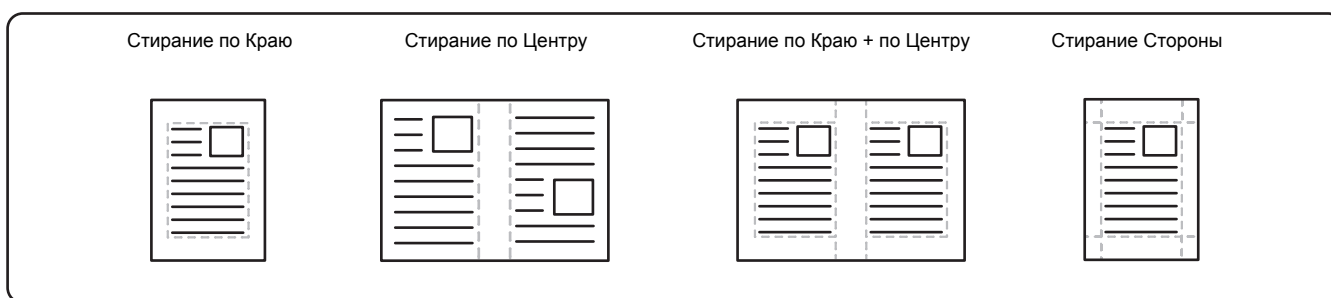 Стирание по Краю
Стирание по Центру
Стирание по Краю + по Центру
Стирание Стороны